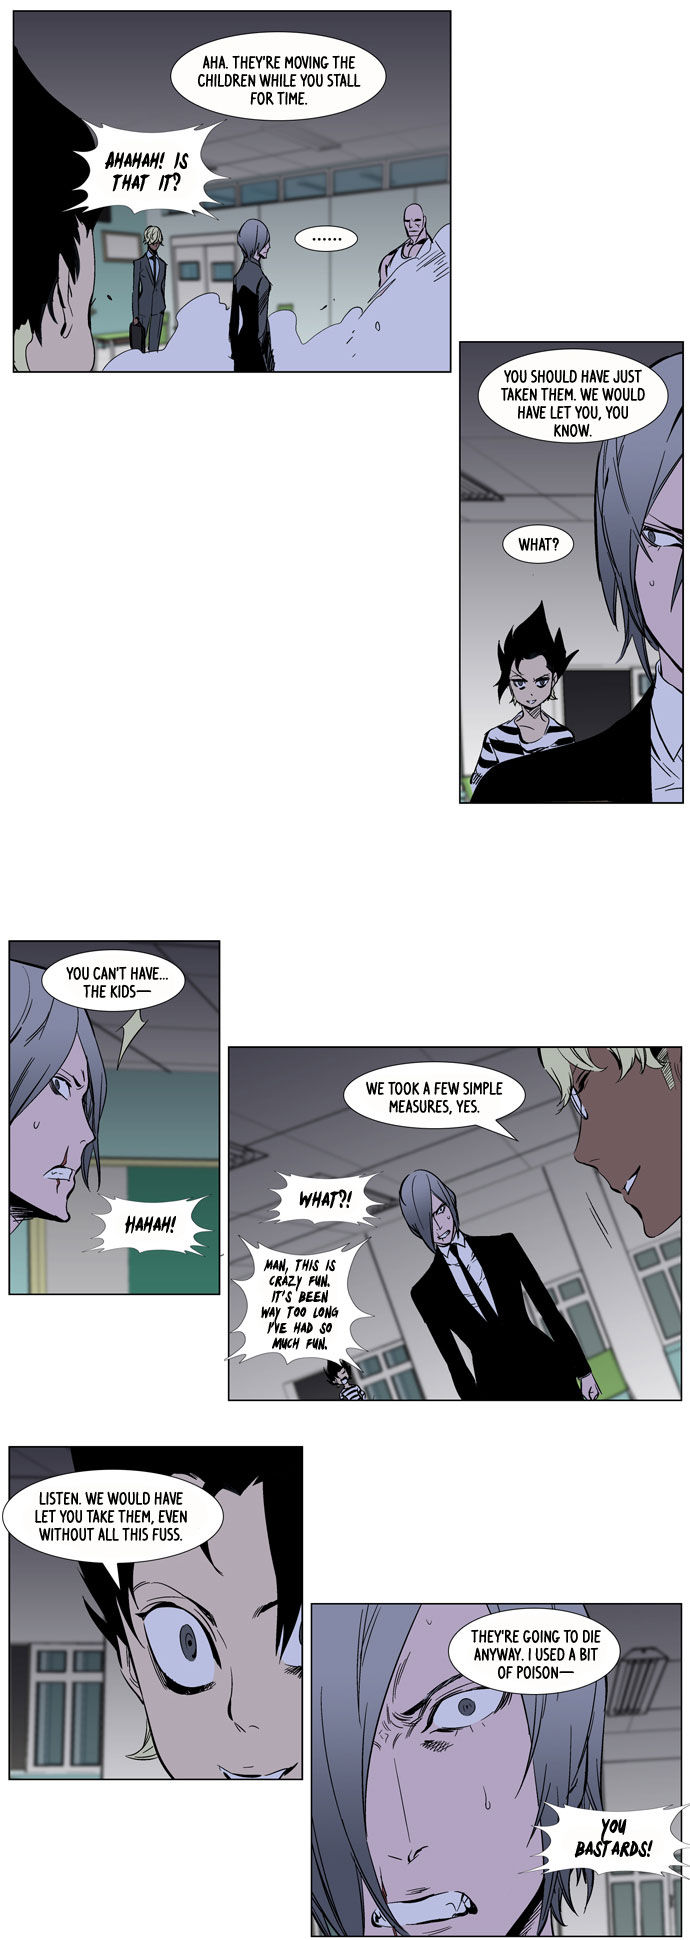 AHA. THEY'RE MOVING THE
CHILDREN WHILE YOU STALL
FOR TIME.
AHAHAH! IS
THAT IT?
......
YOU SHOULD HAVE JUST
TAKEN THEM. WE WOULD
HAVE LET YOU, YOU
KNOW.
WHAT?
YOU CAN'T HAVE...
THE KIDS—
HAHAH!
WE TOOK A FEW SIMPLE
MEASURES, YES.
WHAT?!
MAN, THIS IS
CRAZY FUN.
IT'S BEEN
WAY TOO LONG
I'VE HAD SO
MUCH FUN.
LISTEN. WE WOULD HAVE
LET YOU TAKE THEM, EVEN
WITHOUT ALL THIS FUSS.
THEY'RE GOING TO DIE
ANYWAY. I USED A BIT
OF POISON—
YOU
BASTARDS!